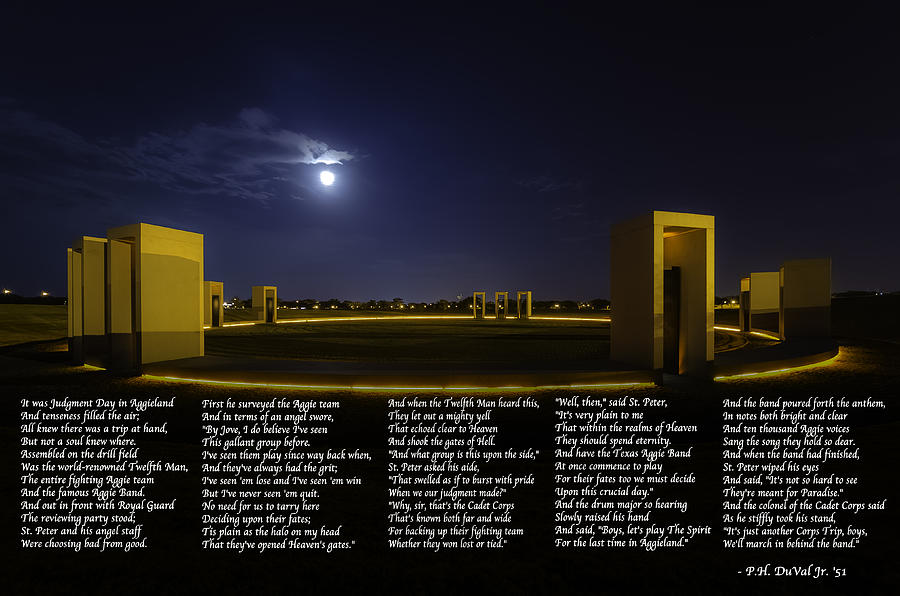 It was Judgment Day in Aggieland
And tenseness filled the air;
All knew there was a trip at hand,
But not a soul knew where.
Assembled on the drill field
Was the world-renowned Twelfth Man,
The entire fighting Aggie team
And the famous Aggie Band.
And out in front with Royal Guard
The reviewing party stood;
St. Peter and his angel staff
Were choosing bad from good.
First he surveyed the Aggie team
And in terms of an angel swore,
"By Jove, I do believe I've seen
This gallant group before.
I've seen them play since way back when,
And they've always had the grit;
I've seen 'em lose and I've seen 'em win
But I've never seen 'em quit.
No need for us to tarry here
Deciding upon their fates;
Tis plain as the halo on my head
That they've opened Heaven's gates."
And when the Twelfth Man heard this,
They let out a mighty yell
That echoed clear to Heaven
And shook the gates of Hell.
"And what group is this upon the side,"
St. Peter asked his aide,
"That swelled as if to burst with pride
When we our judgment made?"
"Why, sir, that's the Cadet Corps
That's known both far and wide
For backing up their fighting team
Whether they won lost or tied."
"Well, then," said St. Peter,
"It's very plain to me
That within the realms of Heaven
They should spend eternity.
And have the Texas Aggie Band
At once commence to play
For their fates too we must decide
Upon this crucial day."
And the drum major so hearing
Slowly raised his hand
And said, "Boys, let's play The Spirit
For the last time in Aggieland."
And the band poured forth the anthem,
In notes both bright and clear
And ten thousand Aggie voices
Sang the song they hold so dear.
And when the band had finished,
St. Peter wiped his eyes
And said, "It's not so hard to see
They're meant for Paradise."
And the colonel of the Cadet Corps said
As he stiffly took his stand,
"It's just another Corps Trip, boys,
We'll march in behind the band."
- P.H. DuVal Jr. '51